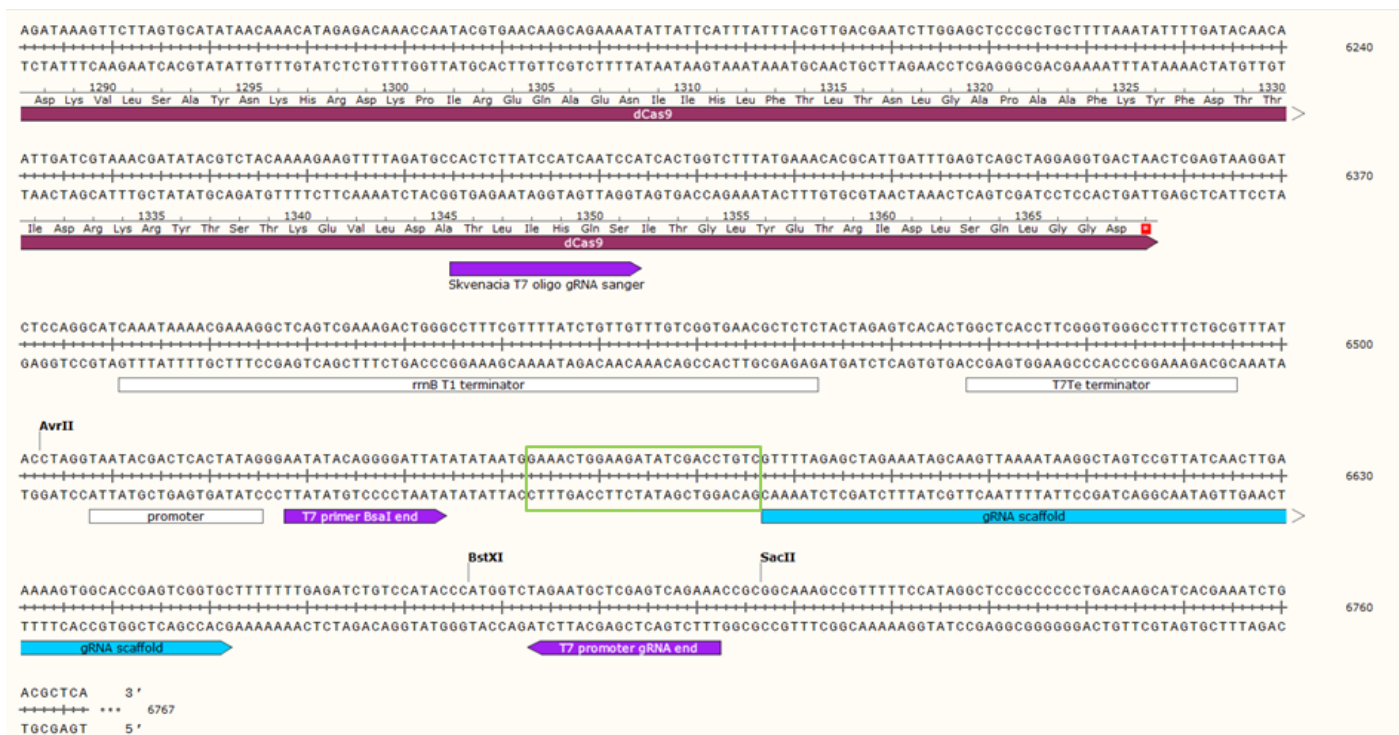 AGATAAAGTTCTTAGTGCATATAACAAACATAGAGACAAACCAATACGTGAACAAGCAGAAAATATTATTCATTTATTTACGTTGACGAATCTTGGAGCTCCCGCTGCTTTTAAATATTTTGATACAACA
6240
TCTATTTCAAGAATCACGTATATTGTTTGTATCTCTGTTTGGTTATGCACTTGTTCGTCTTTTATAATAAGTAAATAAATGCAACTGCTTAGAACCTCGAGGGCGACGAAAATTTATAAAACTATGTTGT
1290 1295 1300 1305 1310 1315 1320 1325 1330
Asp Lys Val Leu Ser Ala Tyr Asn Lys His Arg Asp Lys Pro Ile Arg Glu Gln Ala Glu Asn Ile Ile His Leu Phe Thr Leu Thr Asn Leu Gly Ala Pro Ala Ala Phe Lys Tyr Phe Asp Thr Thr
dCas9
ATTGATCGTAAACGATATACGTCTACAAAAGAAGTTTTAGATGCCACTCTTATCCATCAATCCATCACTGGTCTTTATGAAACACGCATTGATTTGAGTCAGCTAGGAGGTGACTAACTCGAGTAAGGAT
6370
TAACTAGCATTTGCTATATGCAGATGTTTTCTTCAAAATCTACGGTGAGAATAGGTAGTTAGGTAGTGACCAGAAATACTTTGTGCGTAACTAAACTCAGTCGATCCTCCACTGATTGAGCTCATTCCTA
1335 1340 1345 1350 1355 1360 1365
Ile Asp Arg Lys Arg Tyr Thr Ser Thr Lys Glu Val Leu Asp Ala Thr Leu Ile His Gln Ser Ile Thr Gly Leu Tyr Glu Thr Arg Ile Asp Leu Ser Gln Leu Gly Gly Asp *
dCas9
Skvenacia T7 oligo gRNA sanger
CTCCAGGCATCAAATAAAACGAAAGGCTCAGTCGAAAGACTGGGCCTTTCGTTTTATCTGTTGTTTGTCGGTGAACGCTCTCTACTAGAGTCACACTGGCTCACCTTCGGGTGGGCCTTTCTGCGTTTAT
6500
GAGGTCCGTAGTTTATTTTGCTTTCCGAGTCAGCTTTCTGACCCGGAAAGCAAAATAGACAACAAACAGCCACTTGCGAGAGATGATCTCAGTGTGACCGAGTGGAAGCCCACCCGGAAAGACGCAAATA
rrnB T1 terminator T7Te terminator
AvrII
ACCTAGGTAATACGACTCACTATAGGGAATATACAGGGGATTATATATAATGGAAACTGGAAGATATCGACCTGTCGTTTTAGAGCTAGAAATAGCAAGTTAAAATAAGGCTAGTCCGTTATCAACTTGA
6630
TGGATCCATTATGCTGAGTGATATCCCTTATATGTCCCCTAATATATATTACCTTTGACCTTCTATAGCTGGACAGCAAAATCTCGATCTTTATCGTTCAATTTTATTCCGATCAGGCAATAGTTGAACT
promoter T7 primer BsaI end gRNA scaffold
BstXI SacII
AAAAGTGGCACCGAGTCGGTGCTTTTTTTGAGATCTGTCCATACCCATGGTCTAGAATGCTCGAGTCAGAAACCGCGGCAAAGCCGTTTTTCCATAGGCTCCGCCCCCCTGACAAGCATCACGAAATCTG
6760
TTTTCACCGTGGCTCAGCCACGAAAAAAACTCTAGACAGGTATGGGTACCAGATCTTACGAGCTCAGTCTTTGGCGCCGTTTCGGCAAAAAGGTATCCGAGGCGGGGGGACTGTTCGTAGTGCTTTAGAC
gRNA scaffold T7 promoter gRNA end
ACGCTCA 3'
6767
TGCGAGT 5'